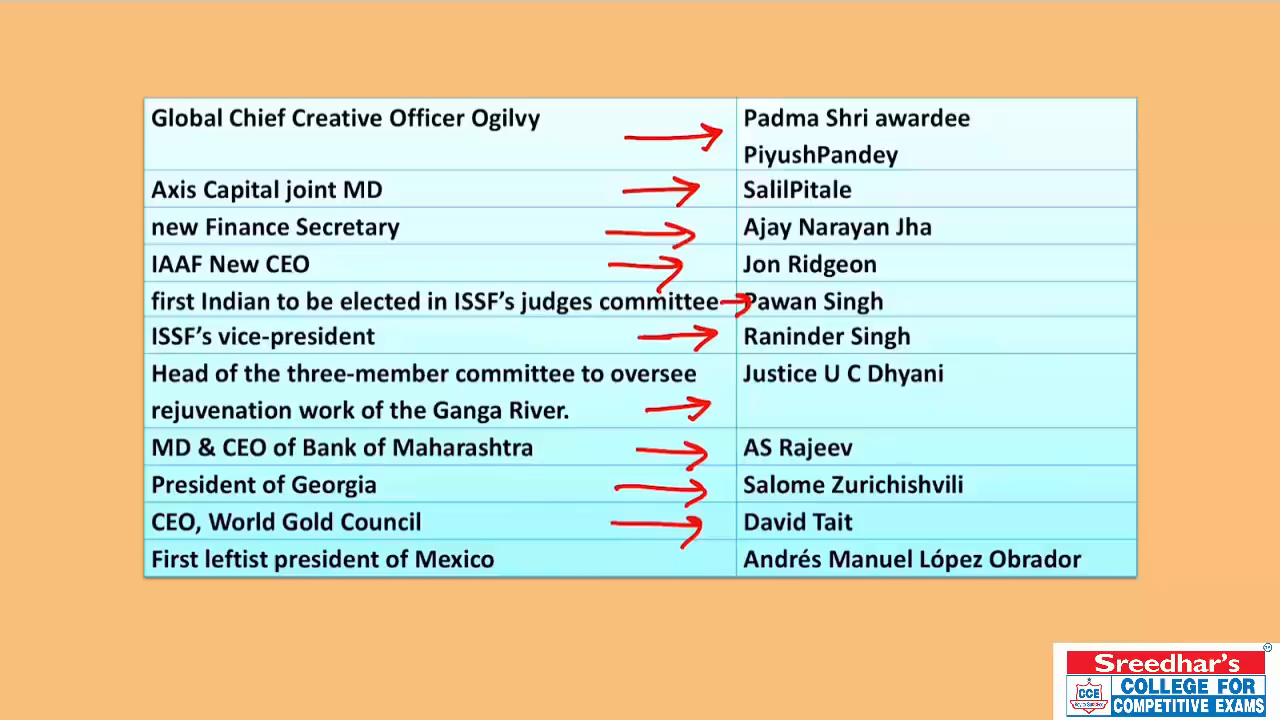 Global Chief Creative Officer Ogilvy
Padma Shri awardee
PiyushPandey
Axis Capital joint MD
SalilPitale
new Finance Secretary
Ajay Narayan Jha
IAAF New CEO
Jon Ridgeon
first Indian to be elected in ISSF’s judges committee
Pawan Singh
ISSF’s vice-president
Raninder Singh
Head of the three-member committee to oversee
rejuvenation work of the Ganga River.
Justice U C Dhyani
MD & CEO of Bank of Maharashtra
AS Rajeev
President of Georgia
Salome Zurichishvili
CEO, World Gold Council
David Tait
First leftist president of Mexico
Andrés Manuel López Obrador
Sreedhar's
CCE
COLLEGE FOR
COMPETITIVE EXAMS